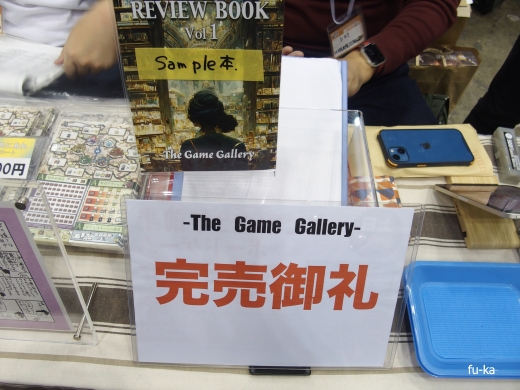 REVIEW BOOK
Vol 1
Sample本.
The Game Gallery
00円
-The Game Gallery-
完売御礼
fu-ka